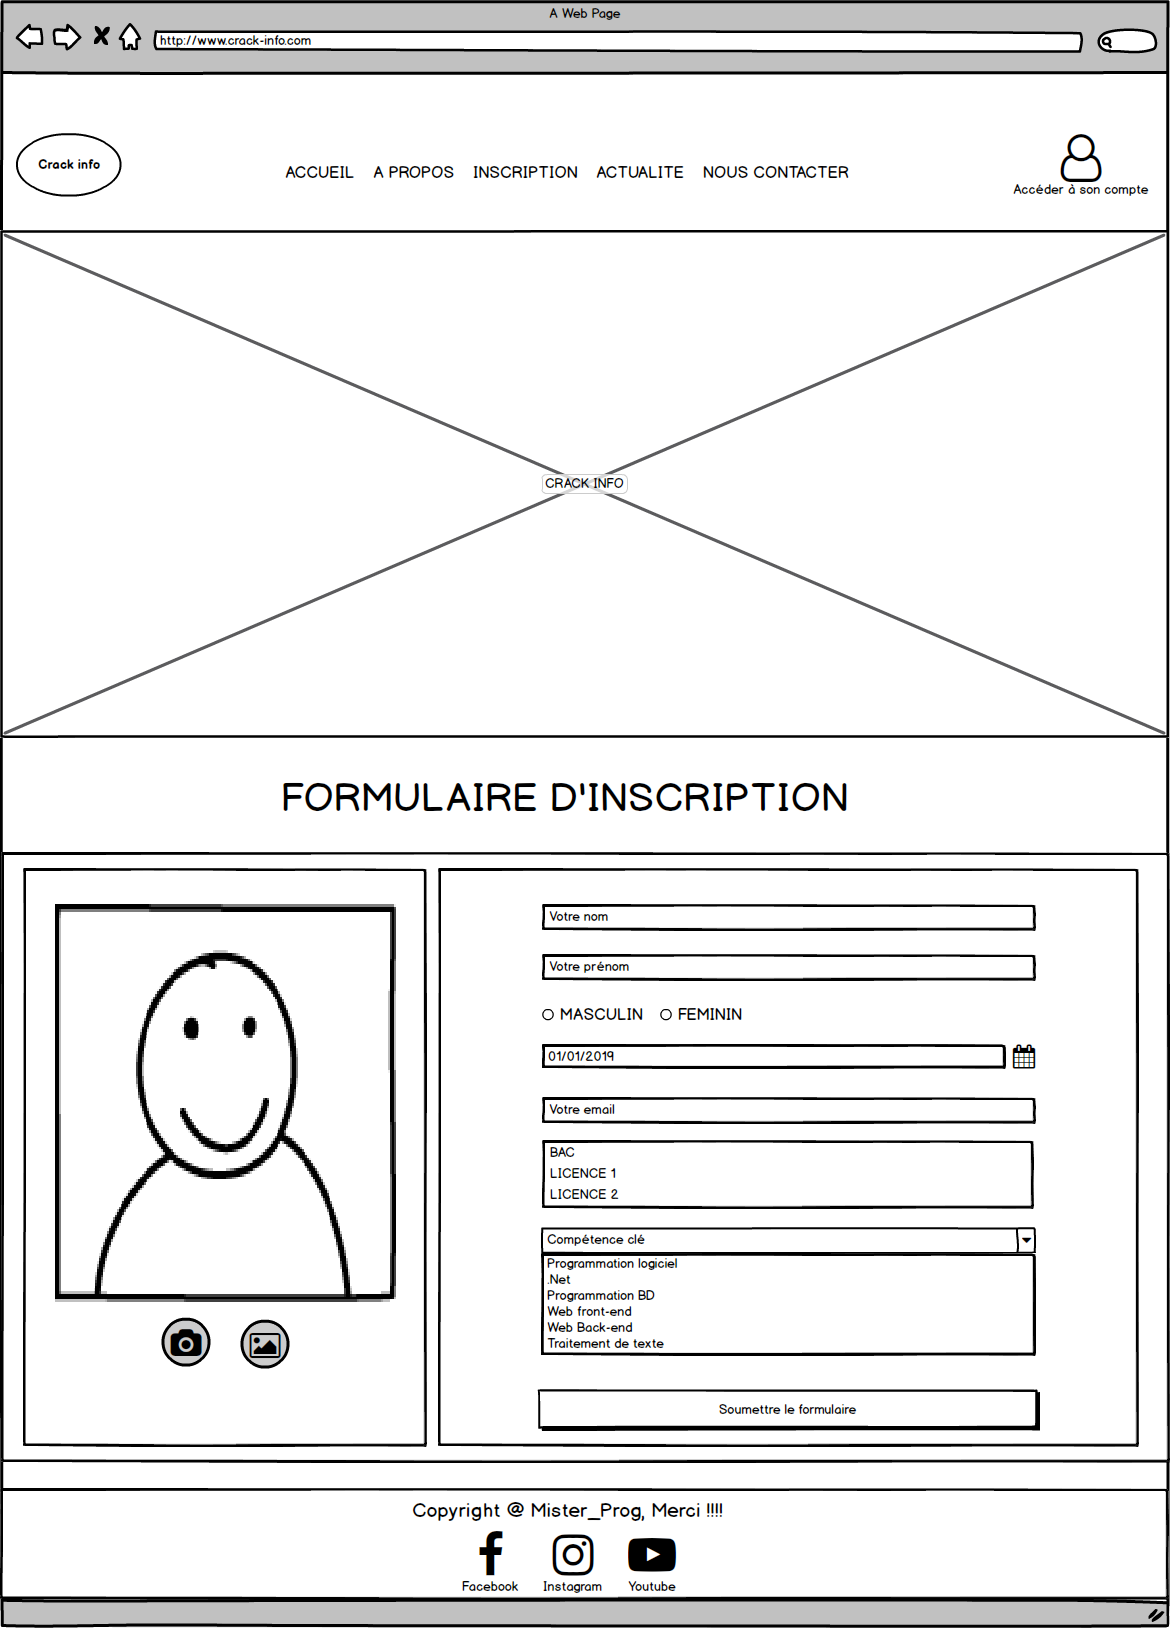 A Web Page
http://www.crack-info.com
Crack info
ACCUEIL A PROPOS INSCRIPTION ACTUALITE NOUS CONTACTER
Accéder à son compte
CRACK INFO
FORMULAIRE D'INSCRIPTION
Votre nom
Votre prénom
MASCULIN FEMININ
01/01/2019
Votre email
BAC
LICENCE 1
LICENCE 2
Compétence clé
Programmation logiciel
.Net
Programmation BD
Web front-end
Web Back-end
Traitement de texte
Soumettre le formulaire
Copyright @ Mister_Prog, Merci !!!!
Facebook Instagram Youtube